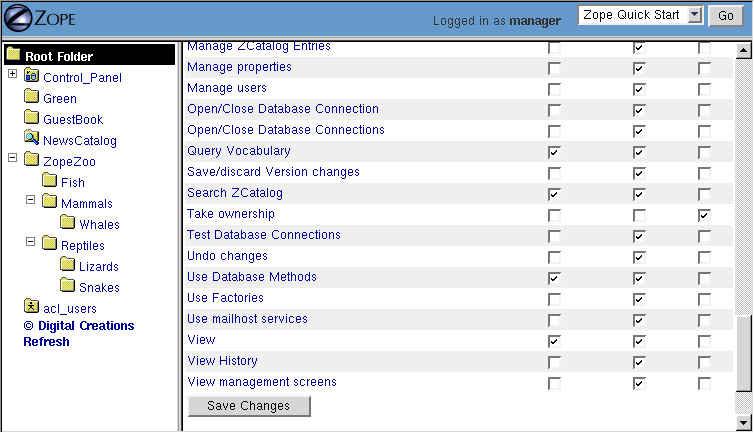 ZOPE
Logged in as manager
Zope Quick Start
Go
Root Folder
Control_Panel
Green
GuestBook
NewsCatalog
ZopeZoo
Fish
Mammals
Whales
Reptiles
Lizards
Snakes
acl_users
© Digital Creations
Refresh
Manage ZCatalog Entries
Manage properties
Manage users
Open/Close Database Connection
Open/Close Database Connections
Query Vocabulary
Save/discard Version changes
Search ZCatalog
Take ownership
Test Database Connections
Undo changes
Use Database Methods
Use Factories
Use mailhost services
View
View History
View management screens
Save Changes